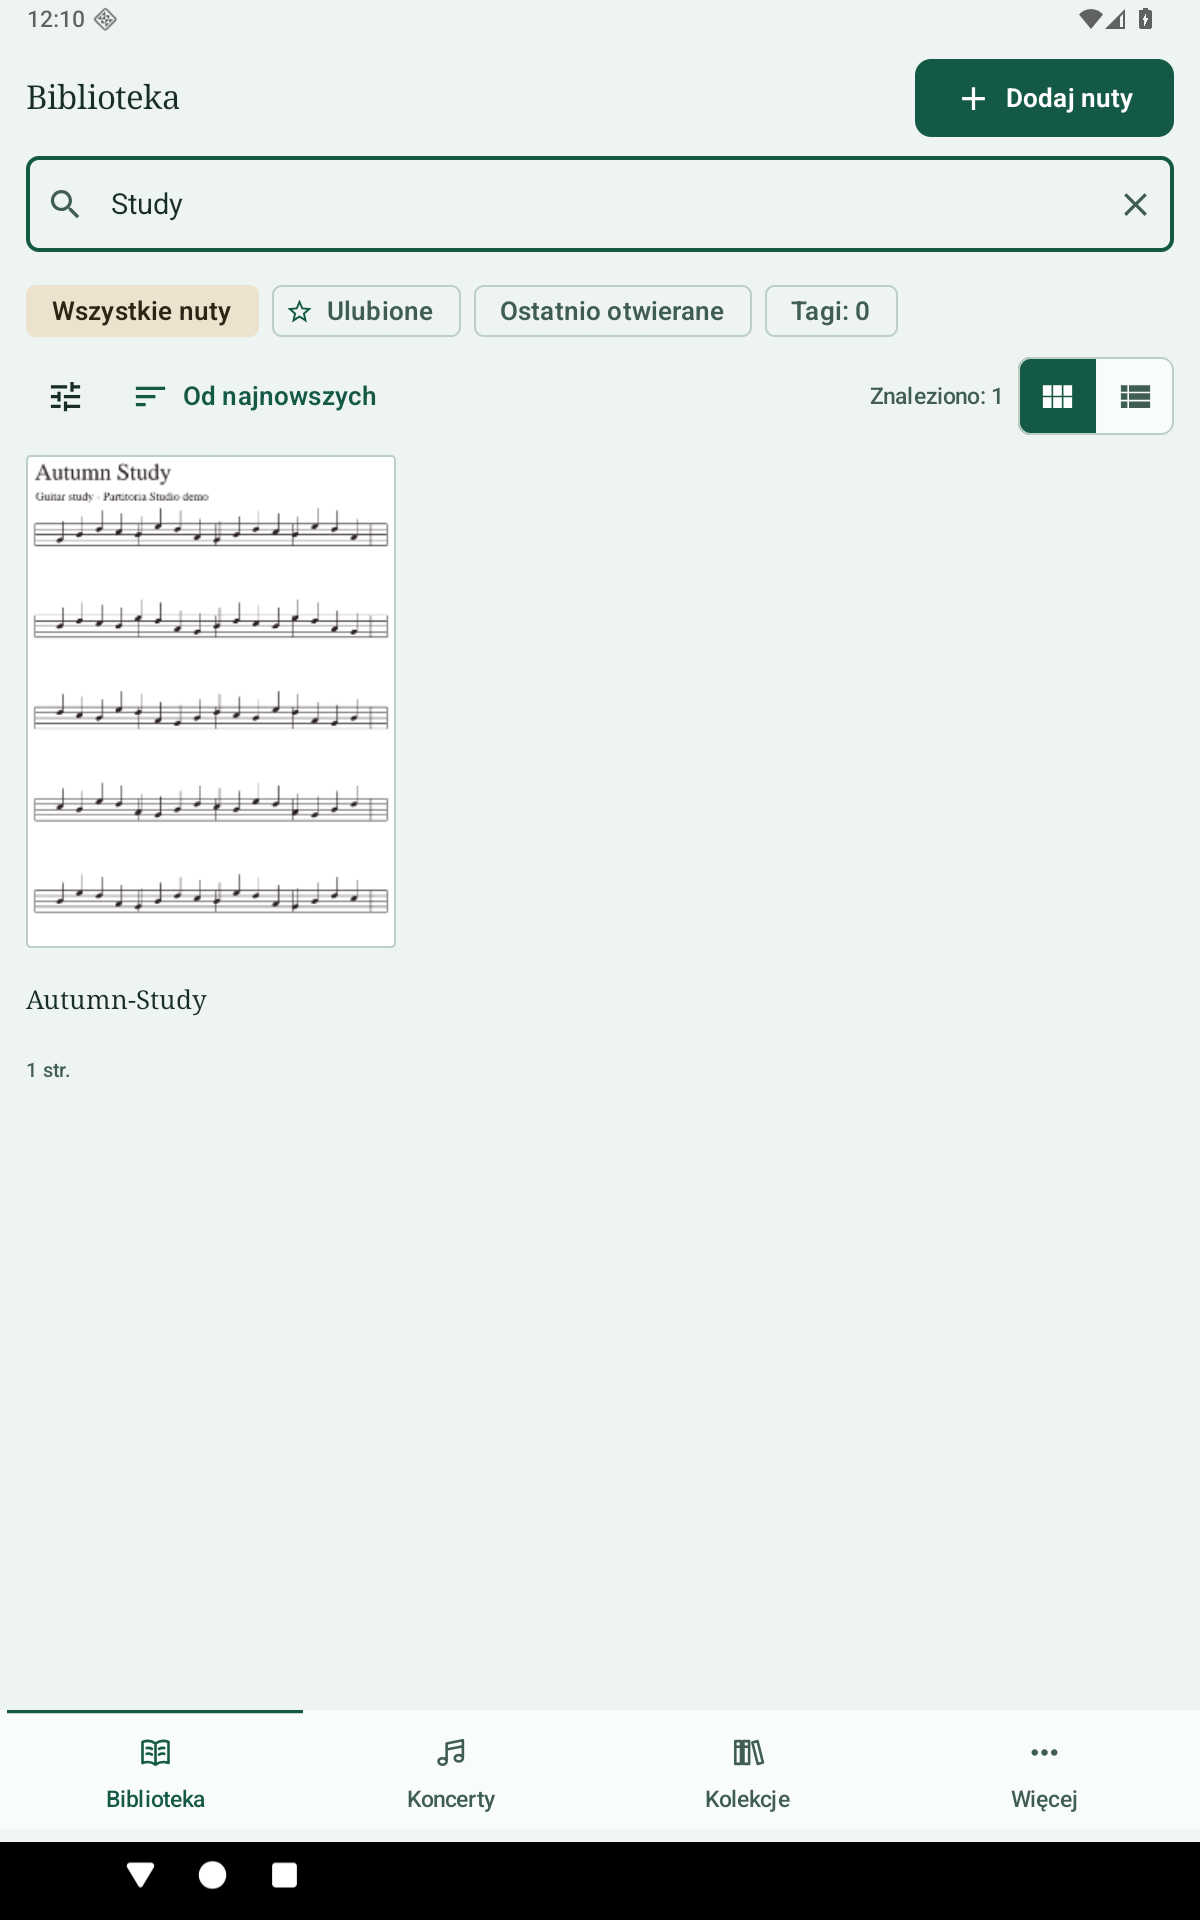 12:10
Biblioteka
Dodaj nuty
Study
Wszystkie nuty
Ulubione
Ostatnio otwierane
Tagi: 0
Od najnowszych
Znaleziono: 1
Autumn Study
Guitar study - Partitoria Studio demo
Autumn-Study
1 str.
Biblioteka
Koncerty
Kolekcje
Więcej